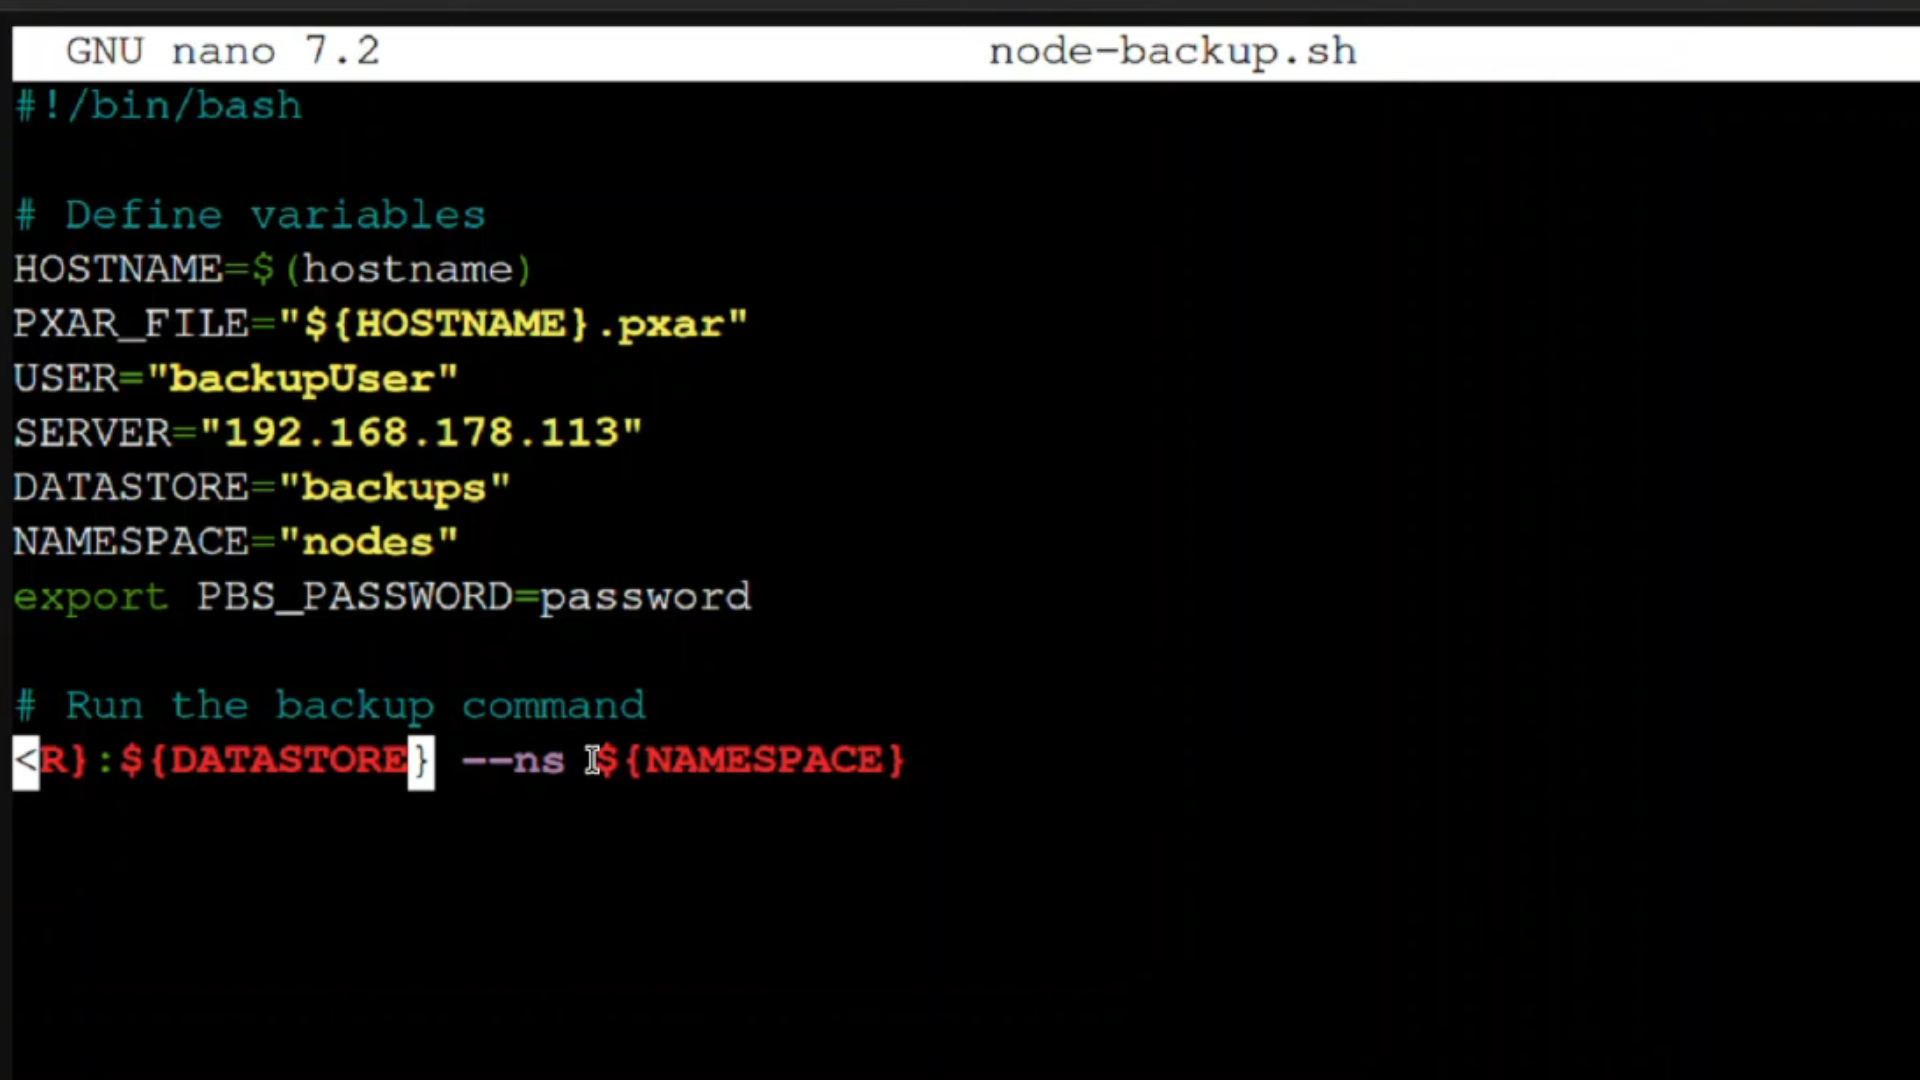 GNU nano 7.2 node-backup.sh
#!/bin/bash
# Define variables
HOSTNAME=$(hostname)
PXAR_FILE="${HOSTNAME}.pxar"
USER="backupUser"
SERVER="192.168.178.113"
DATASTORE="backups"
NAMESPACE="nodes"
export PBS_PASSWORD=password
# Run the backup command
<R}:${DATASTORE} --ns ${NAMESPACE}